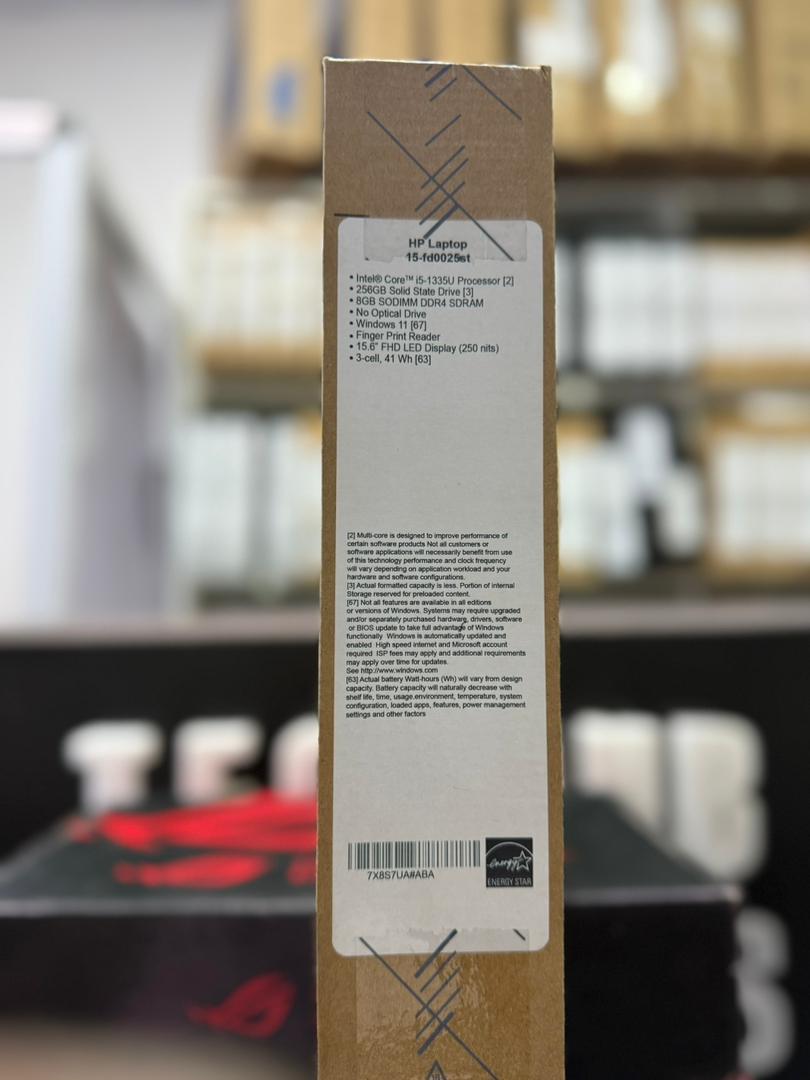 HP Laptop
15-fd0025st
• Intel® Core™ i5-1335U Processor [2]
• 256GB Solid State Drive [3]
• 8GB SODIMM DDR4 SDRAM
• No Optical Drive
• Windows 11 [67]
• Finger Print Reader
• 15.6" FHD LED Display (250 nits)
• 3-cell, 41 Wh [63]
[2] Multi-core is designed to improve performance of
certain software products Not all customers or
software applications will necessarily benefit from use
of this technology performance and clock frequency
will vary depending on application workload and your
hardware and software configurations.
[3] Actual formatted capacity is less. Portion of internal
Storage reserved for preloaded content.
[67] Not all features are available in all editions
or versions of Windows. Systems may require upgraded
and/or separately purchased hardware, drivers, software
or BIOS update to take full advantage of Windows
functionally Windows is automatically updated and
enabled High speed internet and Microsoft account
required ISP fees may apply and additional requirements
may apply over time for updates.
See http://www.windows.com
[63] Actual battery Watt-hours (Wh) will vary from design
capacity. Battery capacity will naturally decrease with
shelf life, time, usage,environment, temperature, system
configuration, loaded apps, features, power management
settings and other factors
7X8S7UA#ABA
energy
ENERGY STAR